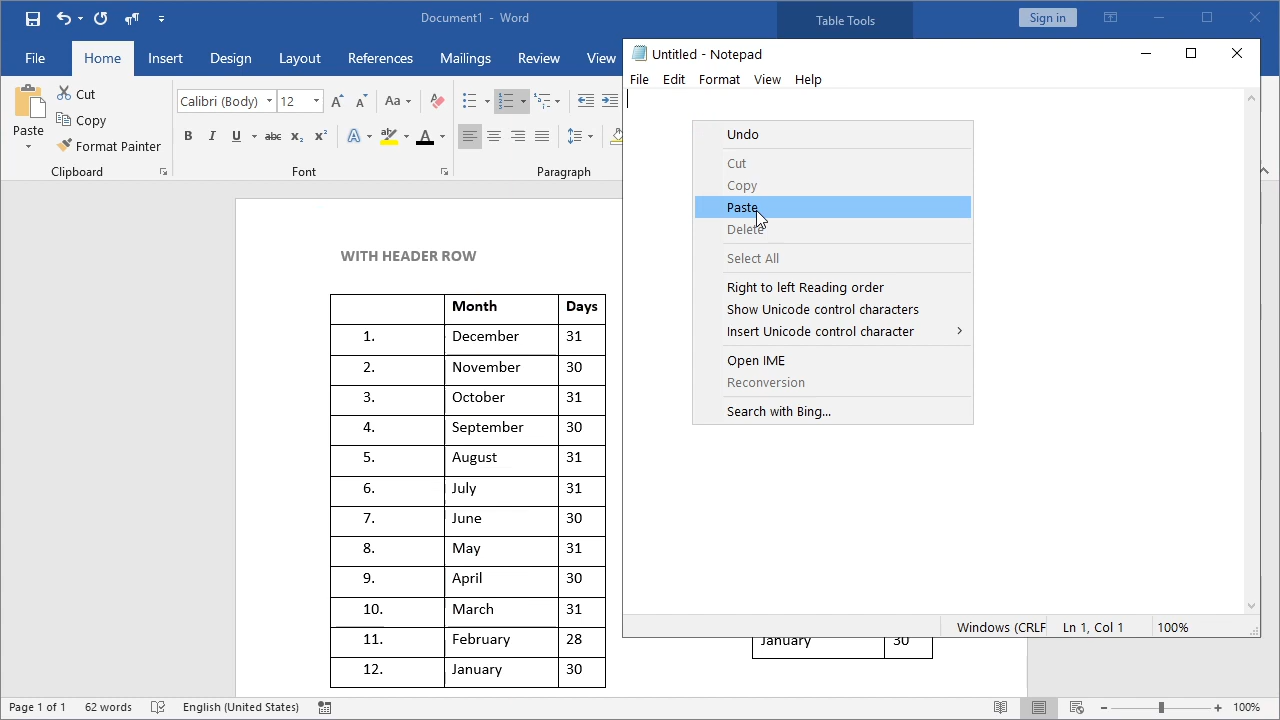 Document1 - Word
Table Tools
Sign in
File Home Insert Design Layout References Mailings Review View
Paste
Cut
Copy
Format Painter
Clipboard
Calibri (Body) 12
Aa
B I U abc x₂ x²
A A
Font
Paragraph
WITH HEADER ROW
Month Days
1. December 31
2. November 30
3. October 31
4. September 30
5. August 31
6. July 31
7. June 30
8. May 31
9. April 30
10. March 31
11. February 28
12. January 30
January 30
Untitled - Notepad
File Edit Format View Help
Undo
Cut
Copy
Paste
Delete
Select All
Right to left Reading order
Show Unicode control characters
Insert Unicode control character
Open IME
Reconversion
Search with Bing...
Windows (CRLF Ln 1, Col 1 100%
Page 1 of 1 62 words English (United States) 100%